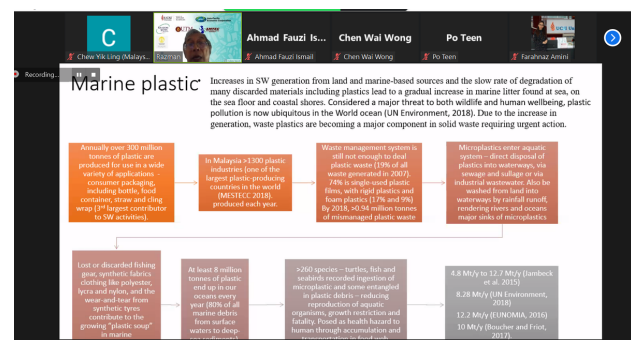 C
Chew Yik Ling (Malays...
Razman
Ahmad Fauzi Is...
Ahmad Fauzi Ismail
Chen Wai Wong
Chen Wai Wong
Po Teen
Po Teen
Farahnaz Amini
Recording...
Marine plastic
Increases in SW generation from land and marine-based sources and the slow rate of degradation of
many discarded materials including plastics lead to a gradual increase in marine litter found at sea, on
the sea floor and coastal shores. Considered a major threat to both wildlife and human wellbeing, plastic
pollution is now ubiquitous in the World ocean (UN Environment, 2018). Due to the increase in
generation, waste plastics are becoming a major component in solid waste requiring urgent action.
Annually over 300 million
tonnes of plastic are
produced for use in a wide
variety of applications -
consumer packaging,
including bottle, food
container, straw and cling
wrap (3rd largest contributor
to SW activities).
In Malaysia >1300 plastic
industries (one of the
largest plastic-producing
countries in the world
(MESTECC 2018).
produced each year.
Waste management system is
still not enough to deal
plastic waste (19% of all
waste generated in 2007).
74% is single-used plastic
films, with rigid plastics and
foam plastics (17% and 9%)
By 2018, >0.94 million tonnes
of mismanaged plastic waste
Microplastics enter aquatic
system – direct disposal of
plastics into waterways, via
sewage and sullage or via
industrial wastewater. Also be
washed from land into
waterways by rainfall runoff,
rendering rivers and oceans
major sinks of microplastics
Lost or discarded fishing
gear, synthetic fabrics
clothing like polyester,
lycra and nylon, and the
wear-and-tear from
synthetic tyres
contribute to the
growing "plastic soup"
in marine
At least 8 million
tonnes of plastic
end up in our
oceans every
year (80% of all
marine debris
from surface
waters to deep-
>260 species – turtles, fish and
seabirds recorded ingestion of
microplastic and some entangled
in plastic debris – reducing
reproduction of aquatic
organisms, growth restriction and
fatality. Posed as health hazard to
human through accumulation and
4.8 Mt/y to 12.7 Mt/y (Jambeck
et al. 2015)
8.28 Mt/y (UN Environment,
2018)
12.2 Mt/y (EUNOMIA, 2016)
10 Mt/y (Boucher and Friot,
2017).